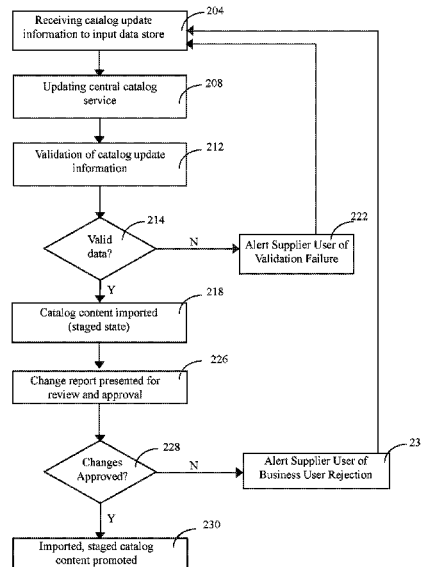 204
Receiving catalog update
information to input data store
Updating central catalog
service
208
Validation of catalog update
information
212
214
Valid
data?
N
222
Alert Supplier User of
Validation Failure
Y
218
Catalog content imported
(staged state)
226
Change report presented for
review and approval
228
Changes
Approved?
N
23
Alert Supplier User of
Business User Rejection
Y
230
Imported, staged catalog
content promoted